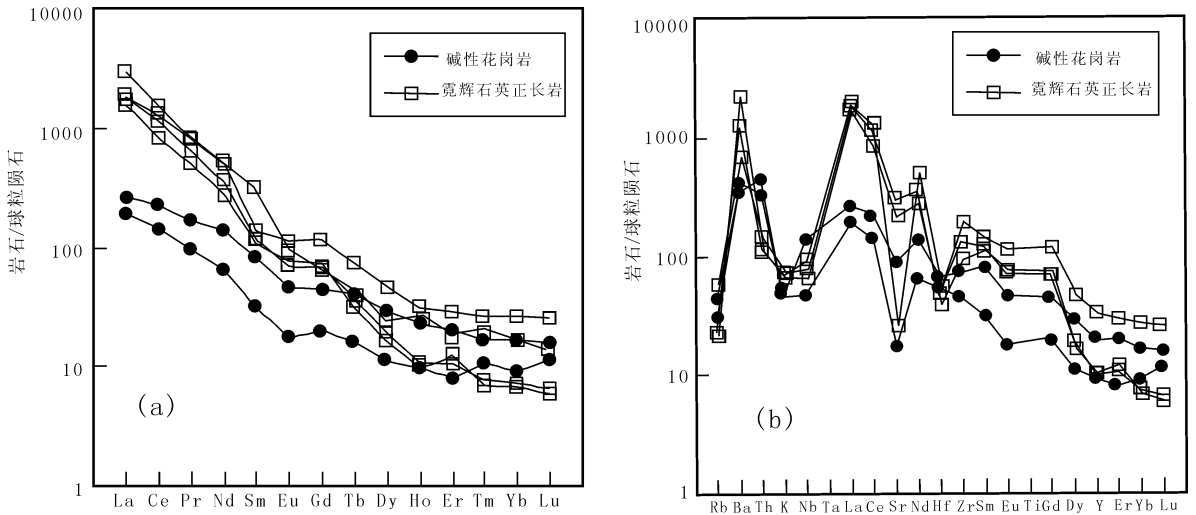 10000
1000
100
10
1
岩石/球粒陨石
碱性花岗岩
霓辉石英正长岩
(a)
La Ce Pr Nd Sm Eu Gd Tb Dy Ho Er Tm Yb Lu
10000
1000
100
10
1
岩石/球粒陨石
碱性花岗岩
霓辉石英正长岩
(b)
Rb Ba Th K Nb Ta La Ce Sr Nd Hf Zr Sm Eu Ti Gd Dy Y Er Yb Lu